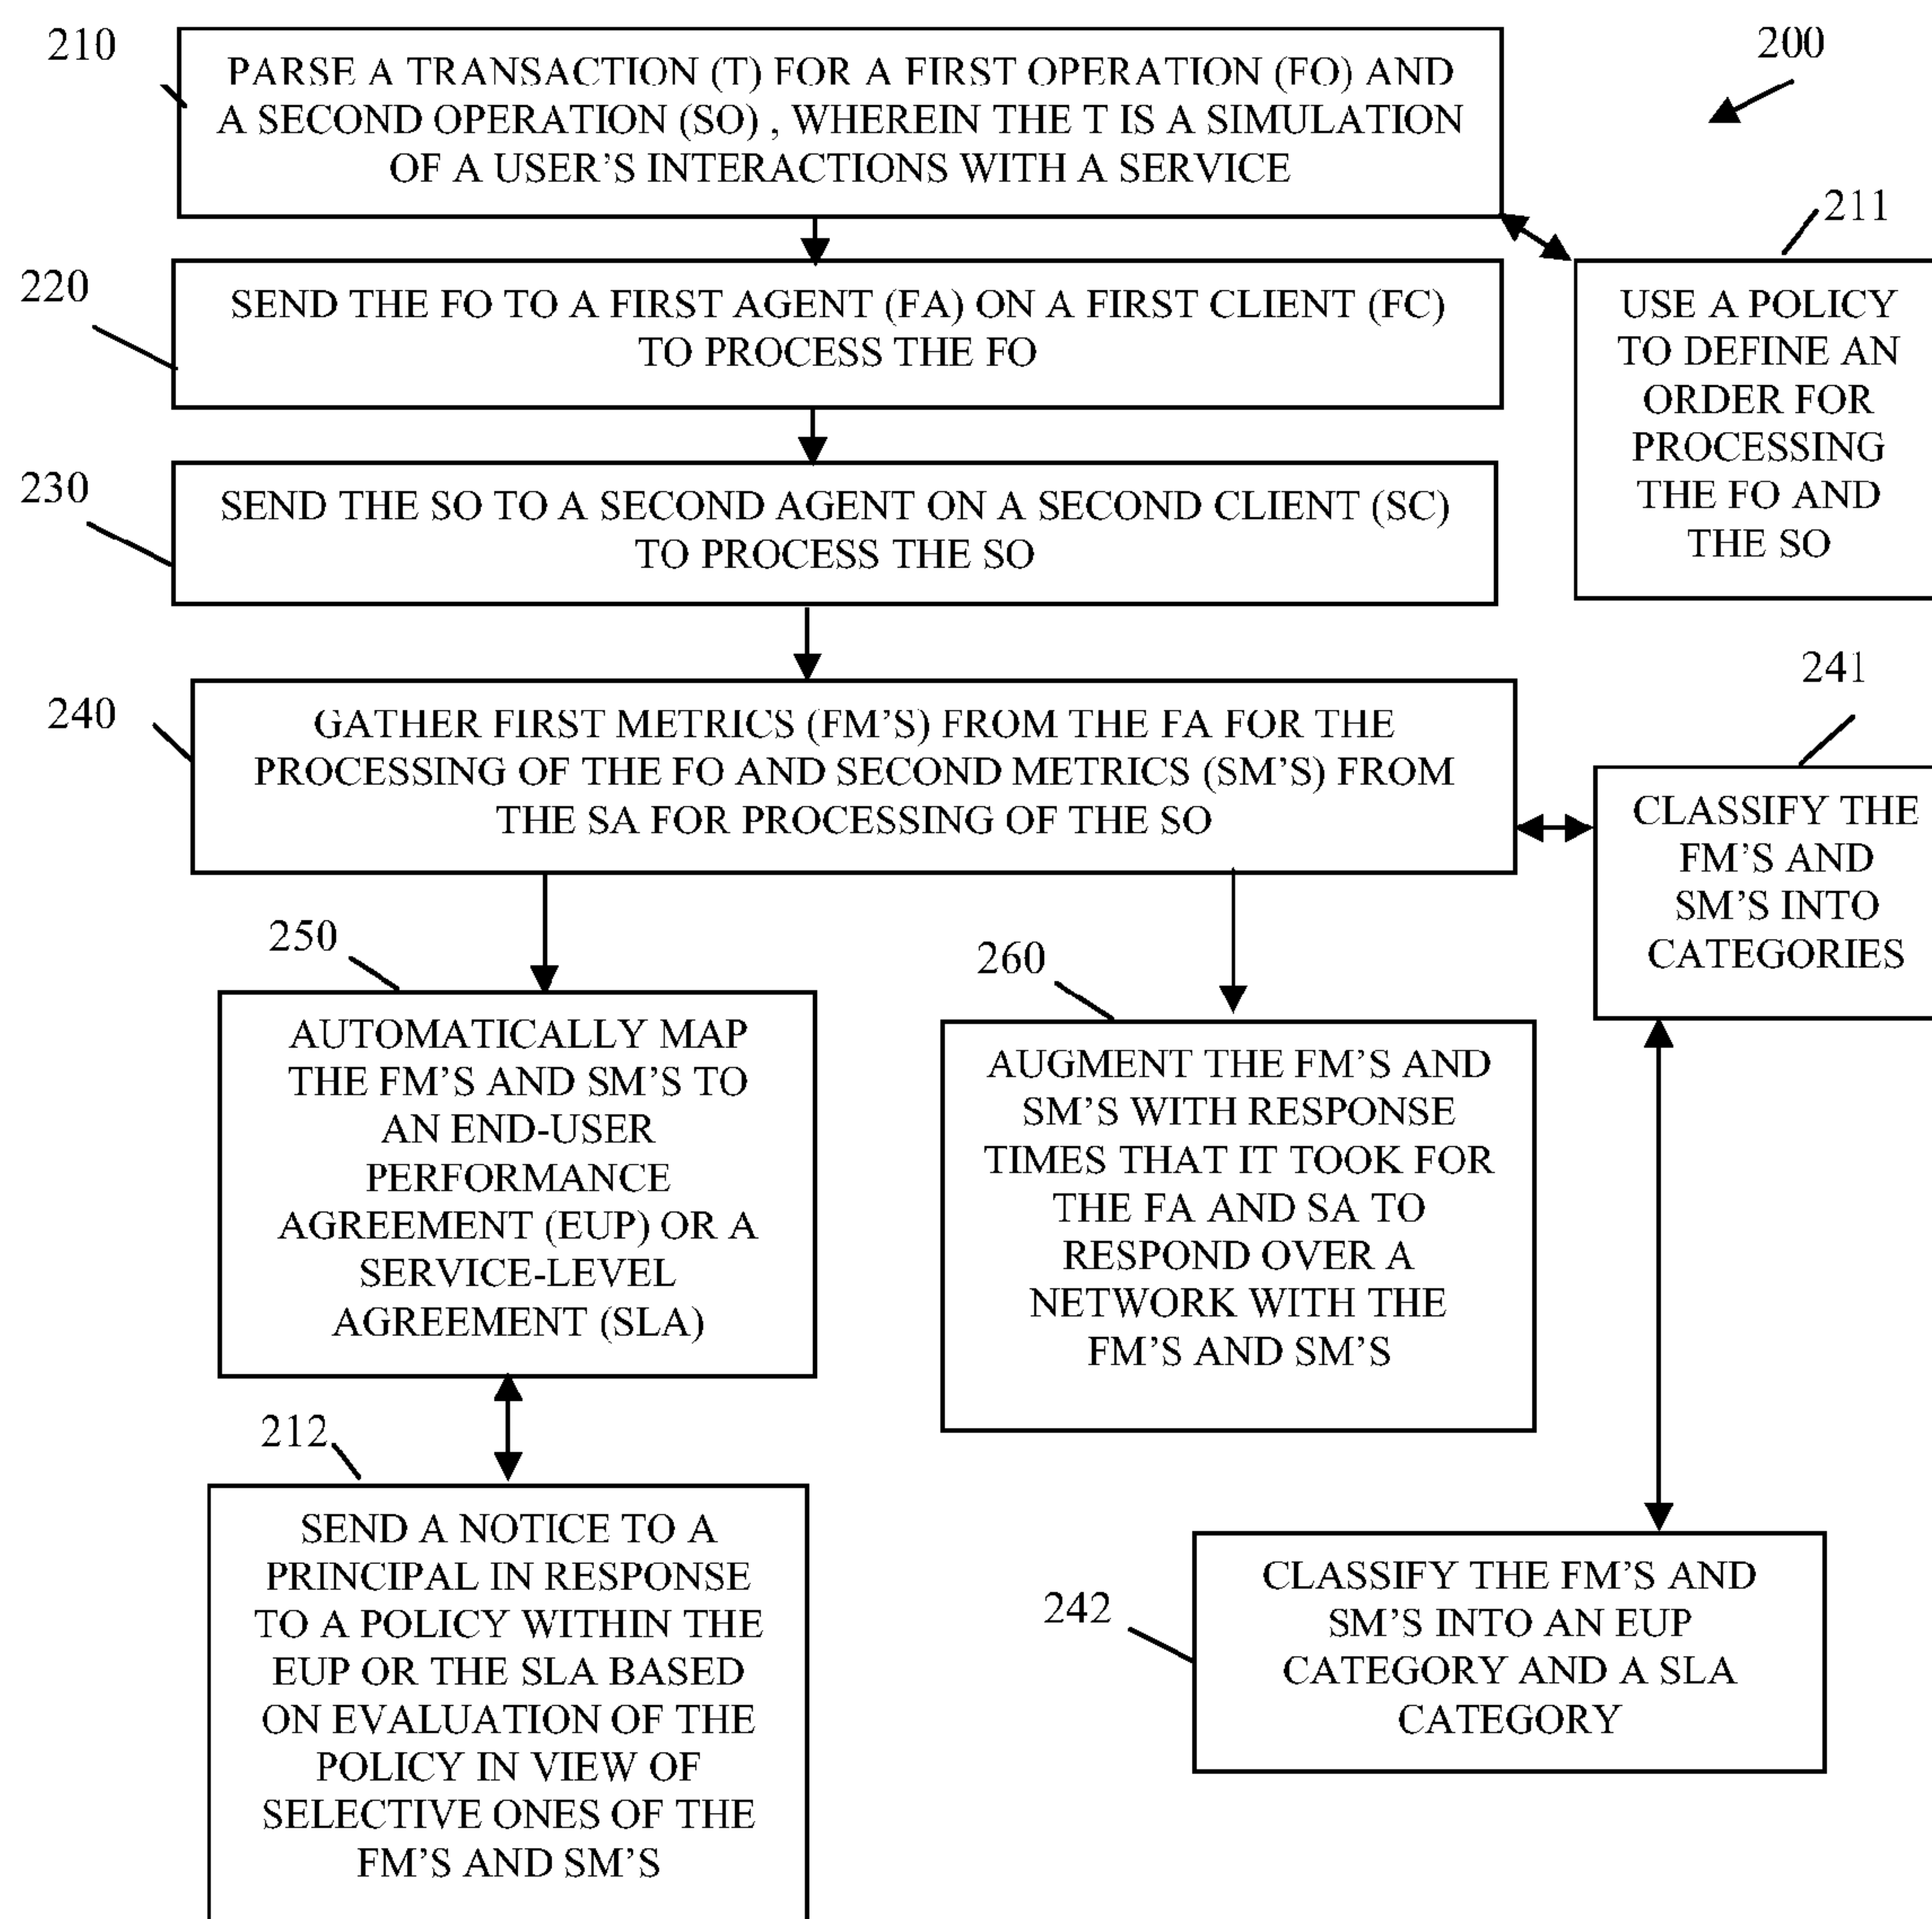 210
200
PARSE A TRANSACTION (T) FOR A FIRST OPERATION (FO) AND
A SECOND OPERATION (SO) , WHEREIN THE T IS A SIMULATION
OF A USER'S INTERACTIONS WITH A SERVICE
211
USE A POLICY
TO DEFINE AN
ORDER FOR
PROCESSING
THE FO AND
THE SO
220
SEND THE FO TO A FIRST AGENT (FA) ON A FIRST CLIENT (FC)
TO PROCESS THE FO
230
SEND THE SO TO A SECOND AGENT ON A SECOND CLIENT (SC)
TO PROCESS THE SO
240
GATHER FIRST METRICS (FM'S) FROM THE FA FOR THE
PROCESSING OF THE FO AND SECOND METRICS (SM'S) FROM
THE SA FOR PROCESSING OF THE SO
241
CLASSIFY THE
FM'S AND
SM'S INTO
CATEGORIES
250
AUTOMATICALLY MAP
THE FM'S AND SM'S TO
AN END-USER
PERFORMANCE
AGREEMENT (EUP) OR A
SERVICE-LEVEL
AGREEMENT (SLA)
260
AUGMENT THE FM'S AND
SM'S WITH RESPONSE
TIMES THAT IT TOOK FOR
THE FA AND SA TO
RESPOND OVER A
NETWORK WITH THE
FM'S AND SM'S
212
SEND A NOTICE TO A
PRINCIPAL IN RESPONSE
TO A POLICY WITHIN THE
EUP OR THE SLA BASED
ON EVALUATION OF THE
POLICY IN VIEW OF
SELECTIVE ONES OF THE
FM'S AND SM'S
242
CLASSIFY THE FM'S AND
SM'S INTO AN EUP
CATEGORY AND A SLA
CATEGORY